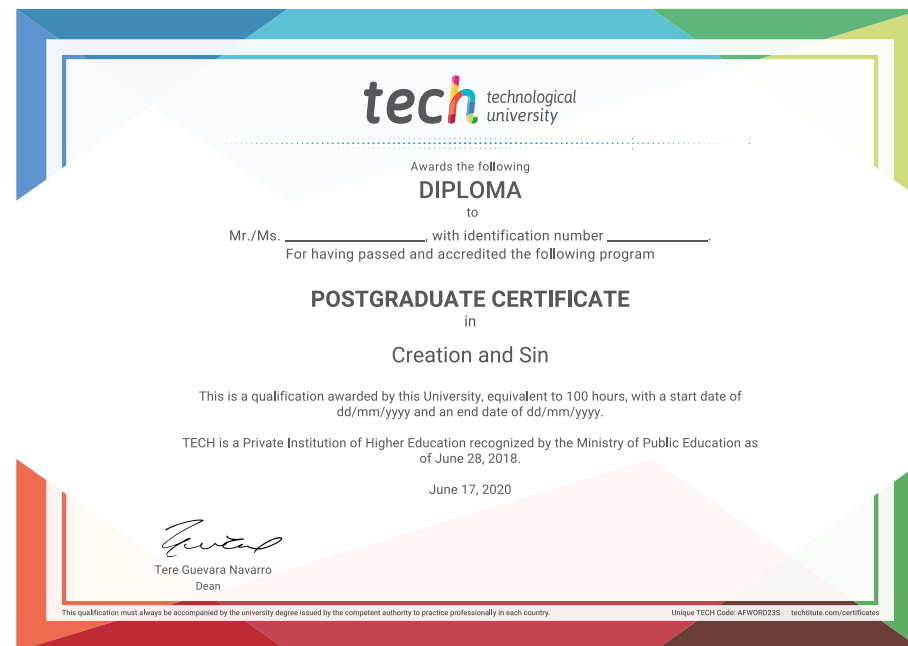 tech technological
university
Awards the following
DIPLOMA
to
Mr./Ms. ____________________, with identification number ______________.
For having passed and accredited the following program
POSTGRADUATE CERTIFICATE
in
Creation and Sin
This is a qualification awarded by this University, equivalent to 100 hours, with a start date of
dd/mm/yyyy and an end date of dd/mm/yyyy.
TECH is a Private Institution of Higher Education recognized by the Ministry of Public Education as
of June 28, 2018.
June 17, 2020
Tere Guevara Navarro
Dean
This qualification must always be accompanied by the university degree issued by the competent authority to practice professionally in each country.
Unique TECH Code: AFWORD23S techtitute.com/certificates